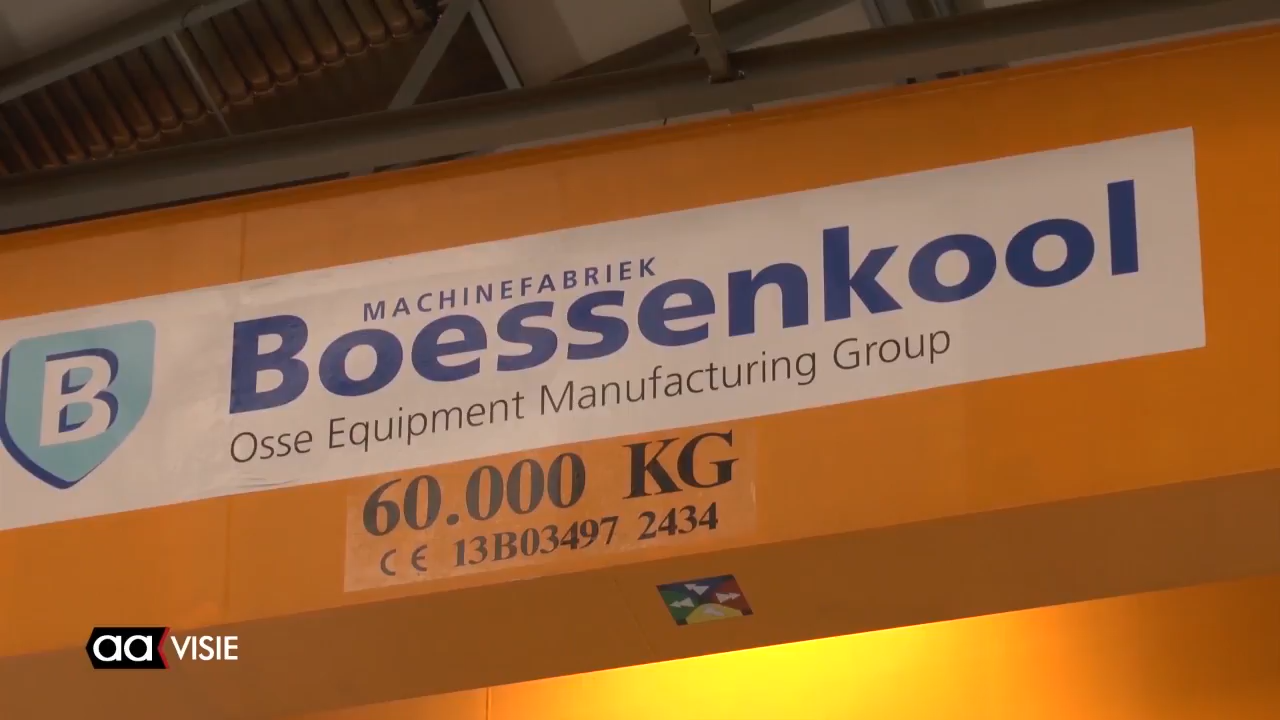 MACHINEFABRIEK
B
Boessenkool
Osse Equipment Manufacturing Group
60.000 KG
CE 13B03497 2434
aa VISIE